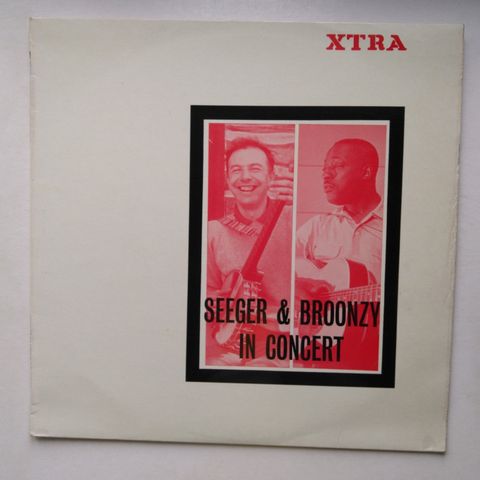 XTRA
SEEGER & BROONZY
IN CONCERT